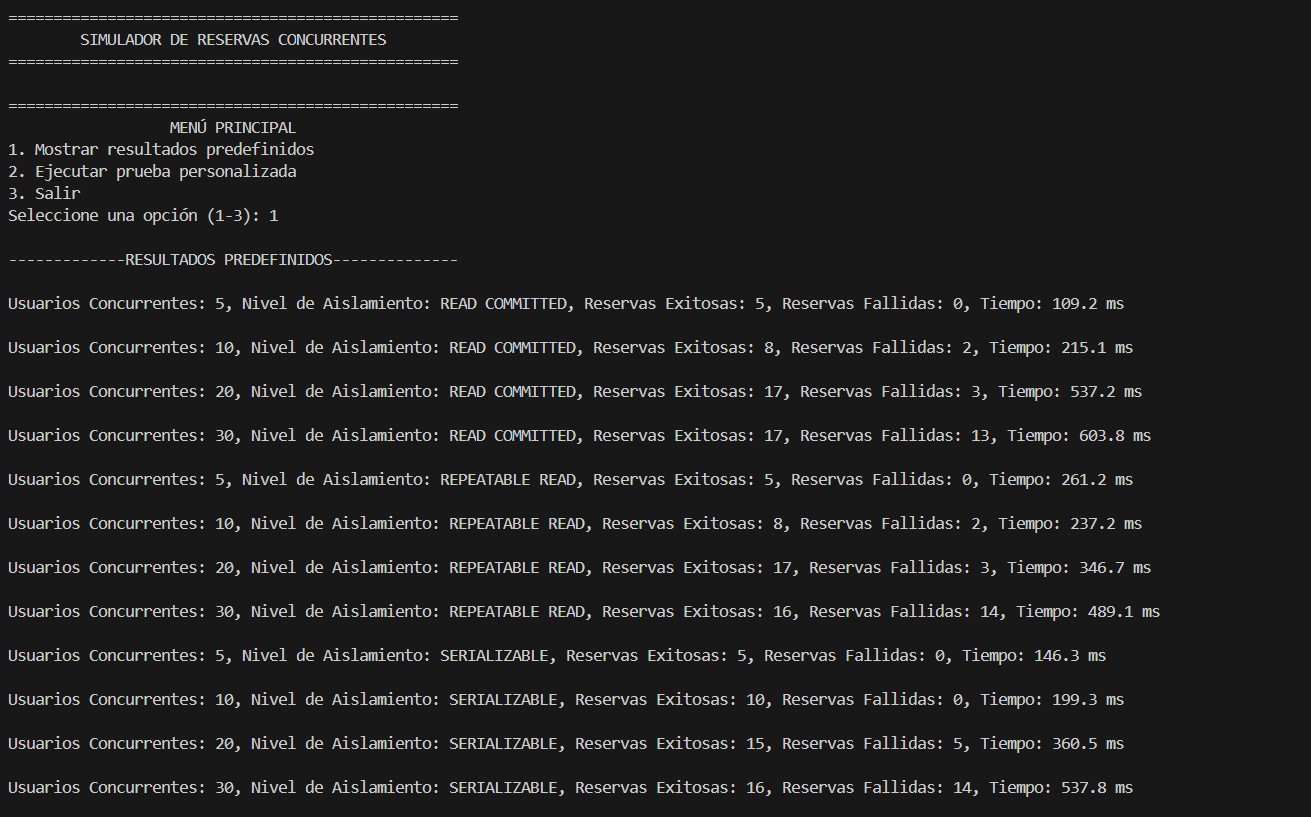 ==================================================
SIMULADOR DE RESERVAS CONCURRENTES
==================================================
==================================================
MENÚ PRINCIPAL
1. Mostrar resultados predefinidos
2. Ejecutar prueba personalizada
3. Salir
Seleccione una opción (1-3): 1
-------------RESULTADOS PREDEFINIDOS--------------
Usuarios Concurrentes: 5, Nivel de Aislamiento: READ COMMITTED, Reservas Exitosas: 5, Reservas Fallidas: 0, Tiempo: 109.2 ms
Usuarios Concurrentes: 10, Nivel de Aislamiento: READ COMMITTED, Reservas Exitosas: 8, Reservas Fallidas: 2, Tiempo: 215.1 ms
Usuarios Concurrentes: 20, Nivel de Aislamiento: READ COMMITTED, Reservas Exitosas: 17, Reservas Fallidas: 3, Tiempo: 537.2 ms
Usuarios Concurrentes: 30, Nivel de Aislamiento: READ COMMITTED, Reservas Exitosas: 17, Reservas Fallidas: 13, Tiempo: 603.8 ms
Usuarios Concurrentes: 5, Nivel de Aislamiento: REPEATABLE READ, Reservas Exitosas: 5, Reservas Fallidas: 0, Tiempo: 261.2 ms
Usuarios Concurrentes: 10, Nivel de Aislamiento: REPEATABLE READ, Reservas Exitosas: 8, Reservas Fallidas: 2, Tiempo: 237.2 ms
Usuarios Concurrentes: 20, Nivel de Aislamiento: REPEATABLE READ, Reservas Exitosas: 17, Reservas Fallidas: 3, Tiempo: 346.7 ms
Usuarios Concurrentes: 30, Nivel de Aislamiento: REPEATABLE READ, Reservas Exitosas: 16, Reservas Fallidas: 14, Tiempo: 489.1 ms
Usuarios Concurrentes: 5, Nivel de Aislamiento: SERIALIZABLE, Reservas Exitosas: 5, Reservas Fallidas: 0, Tiempo: 146.3 ms
Usuarios Concurrentes: 10, Nivel de Aislamiento: SERIALIZABLE, Reservas Exitosas: 10, Reservas Fallidas: 0, Tiempo: 199.3 ms
Usuarios Concurrentes: 20, Nivel de Aislamiento: SERIALIZABLE, Reservas Exitosas: 15, Reservas Fallidas: 5, Tiempo: 360.5 ms
Usuarios Concurrentes: 30, Nivel de Aislamiento: SERIALIZABLE, Reservas Exitosas: 16, Reservas Fallidas: 14, Tiempo: 537.8 ms